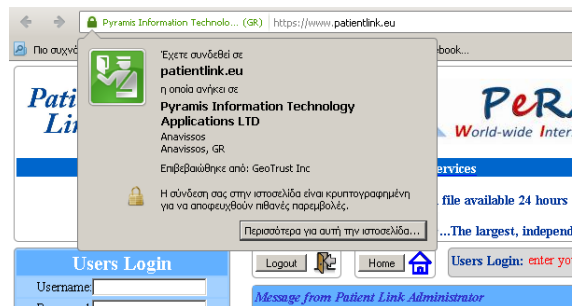 Pyramis Information Technolo... (GR) https://www.patientlink.eu
Πιο συχνά
ebook...
Έχετε συνδεθεί σε
patientlink.eu
η οποία ανήκει σε
Pyramis Information Technology
Applications LTD
Anavissos
Anavissos, GR
Επιβεβαιώθηκε από: GeoTrust Inc
Η σύνδεση σας στην ιστοσελίδα είναι κρυπτογραφημένη
για να αποφευχθούν πιθανές παρεμβολές.
Περισσότερα για αυτή την ιστοσελίδα...
Pati
Li
PeR
World-wide Inter
ervices
file available 24 hours
...The largest, independ
Users Login
Logout
Home
Users Login: enter yo
Username:
Message from Patient Link Administrator